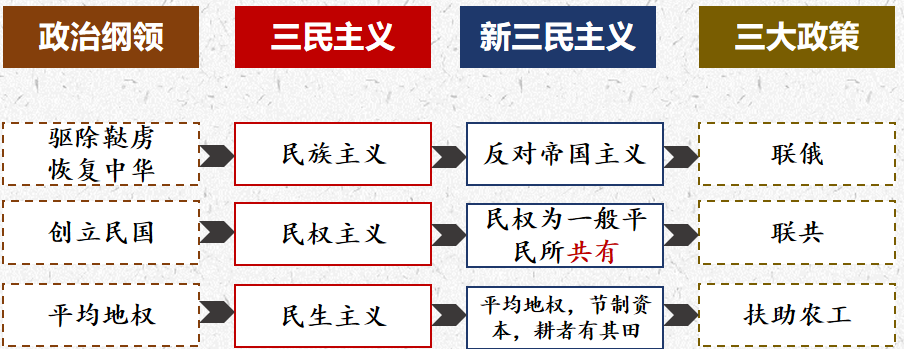 政治纲领
三民主义
新三民主义
三大政策
驱除鞑虏
恢复中华
民族主义
反对帝国主义
联俄
创立民国
民权主义
民权为一般平
民所共有
联共
平均地权
民生主义
平均地权，节制资
本，耕者有其田
扶助农工